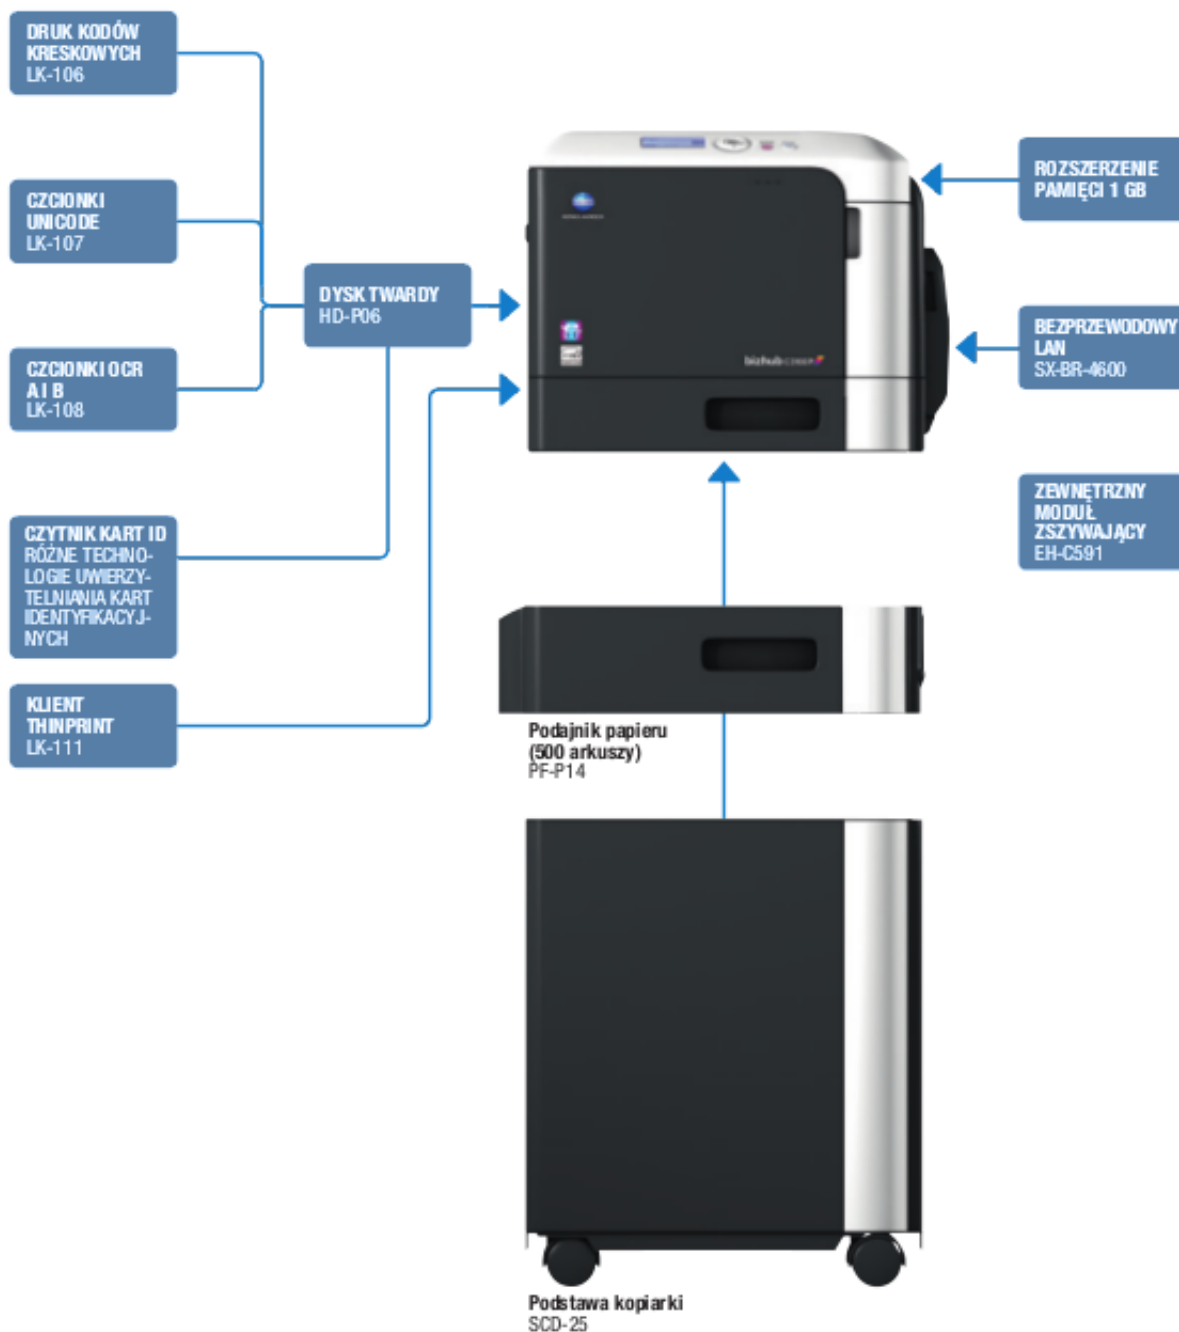 DRUK KODÓW
KRESKOWYCH
LK-106
CZCIONKI
UNICODE
LK-107
CZCIONKI OCR
A I B
LK-108
CZYTNIK KART ID
RÓŻNE TECHNO-
LOGIE UWIERZY-
TELNIANIA KART
IDENTYFIKACYJ-
NYCH
KLIENT
THINPRINT
LK-111
DYSK TWARDY
HD-P06
bizhub
ROZSZERZENIE
PAMIĘCI 1 GB
BEZPRZEWODOWY
LAN
SX-BR-4600
ZEWNĘTRZNY
MODUŁ
ZSZYWAJĄCY
EH-C591
Podajnik papieru
(500 arkuszy)
PF-P14
Podstawa kopiarki
SCD-25